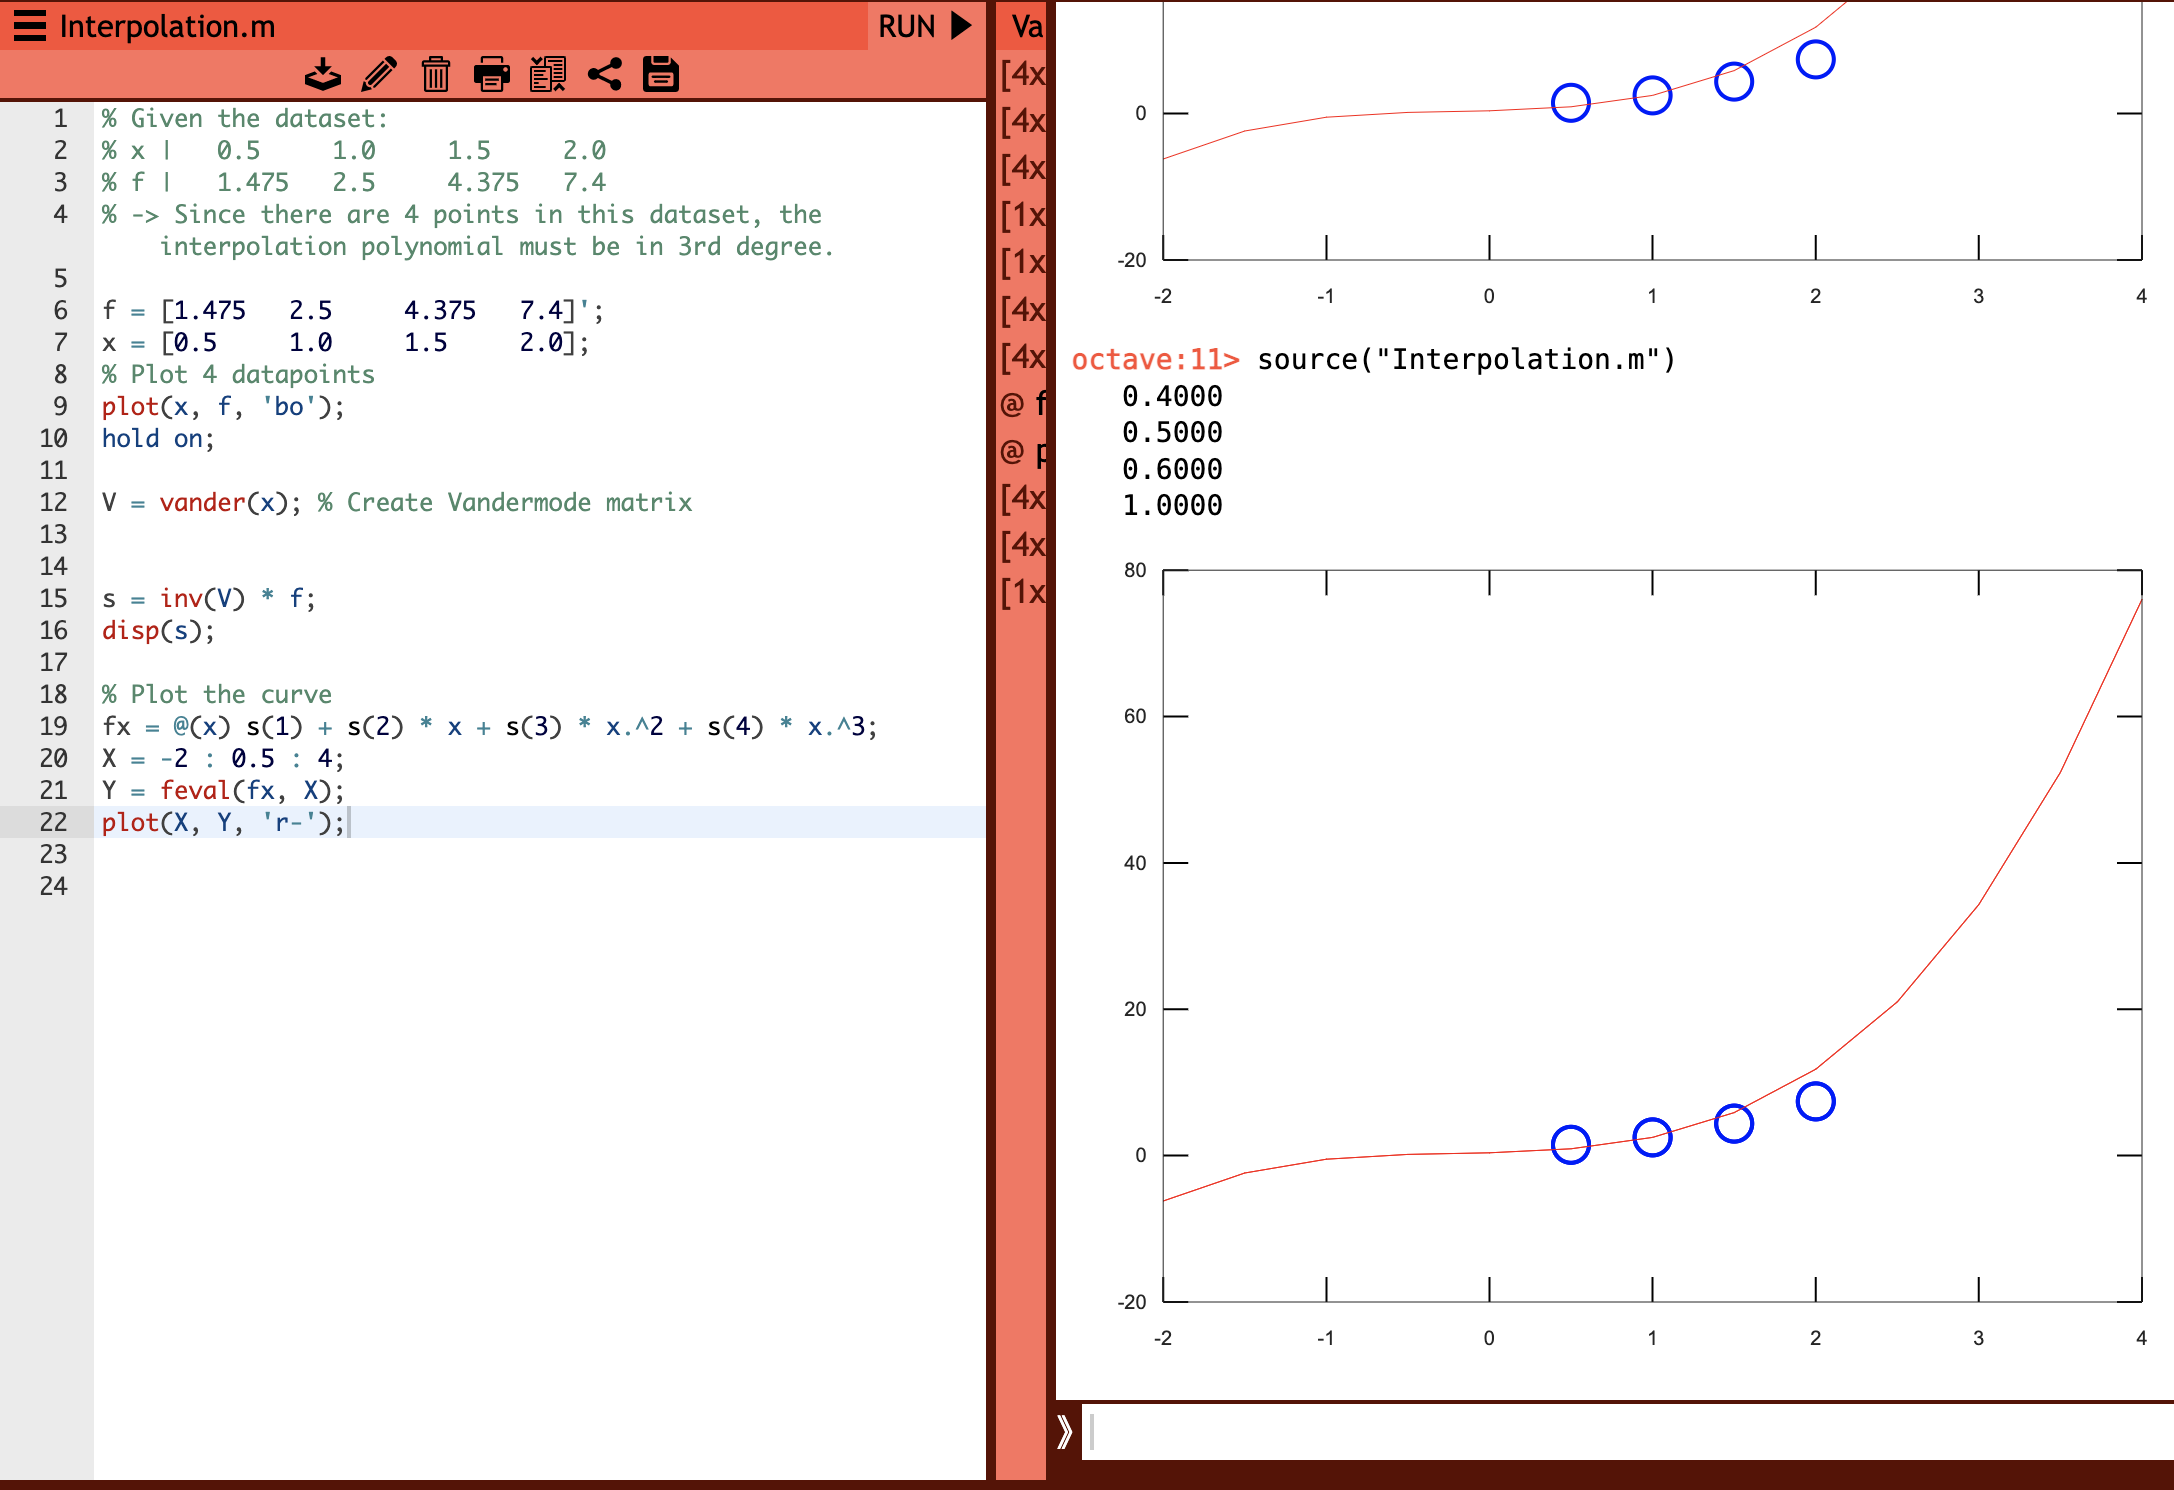 Interpolation.m
RUN
1 % Given the dataset:
2 % x | 0.5 1.0 1.5 2.0
3 % f | 1.475 2.5 4.375 7.4
4 % -> Since there are 4 points in this dataset, the
interpolation polynomial must be in 3rd degree.
5
6 f = [1.475 2.5 4.375 7.4]';
7 x = [0.5 1.0 1.5 2.0];
8 % Plot 4 datapoints
9 plot(x, f, 'bo');
10 hold on;
11
12 V = vander(x); % Create Vandermode matrix
13
14
15 s = inv(V) * f;
16 disp(s);
17
18 % Plot the curve
19 fx = @(x) s(1) + s(2) * x + s(3) * x.^2 + s(4) * x.^3;
20 X = -2 : 0.5 : 4;
21 Y = feval(fx, X);
22 plot(X, Y, 'r-');
23
24
Va
[4x
[4x
[4x
[1x
[1x
[4x
[4x
@ f
@ p
[4x
[4x
[1x
0
-20
-2 -1 0 1 2 3 4
octave:11> source("Interpolation.m")
0.4000
0.5000
0.6000
1.0000
80
60
40
20
0
-20
-2 -1 0 1 2 3 4